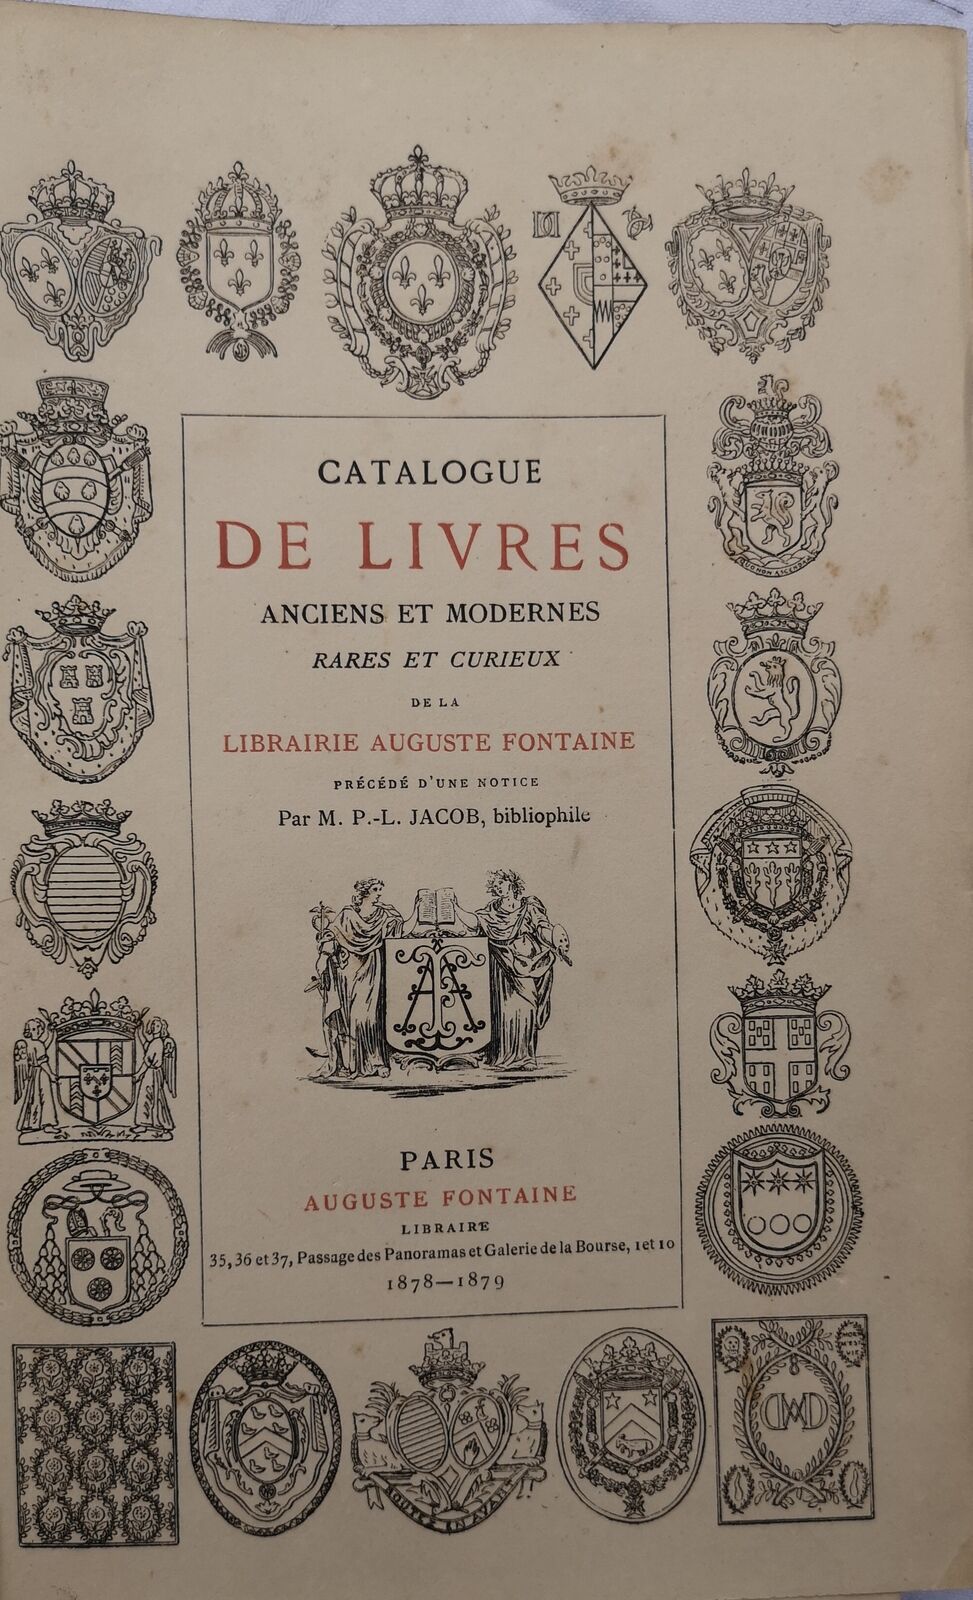 CATALOGUE
DE LIVRES
ANCIENS ET MODERNES
RARES ET CURIEUX
DE LA
LIBRAIRIE AUGUSTE FONTAINE
PRÉCÉDÉ D'UNE NOTICE
Par M. P.-L. JACOB, bibliophile
PARIS
AUGUSTE FONTAINE
LIBRAIRE
35, 36 et 37, Passage des Panoramas et Galerie de la Bourse, 1 et 10
1878—1879